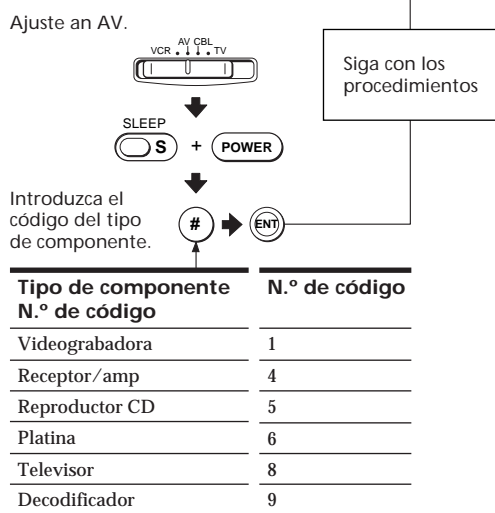 Ajuste an AV.
VCR AV CBL TV
Siga con los
procedimientos
SLEEP
S + POWER
Introduzca el
código del tipo
de componente.
# ENT
Tipo de componente N.º de código
N.º de código
Videograbadora 1
Receptor/amp 4
Reproductor CD 5
Platina 6
Televisor 8
Decodificador 9